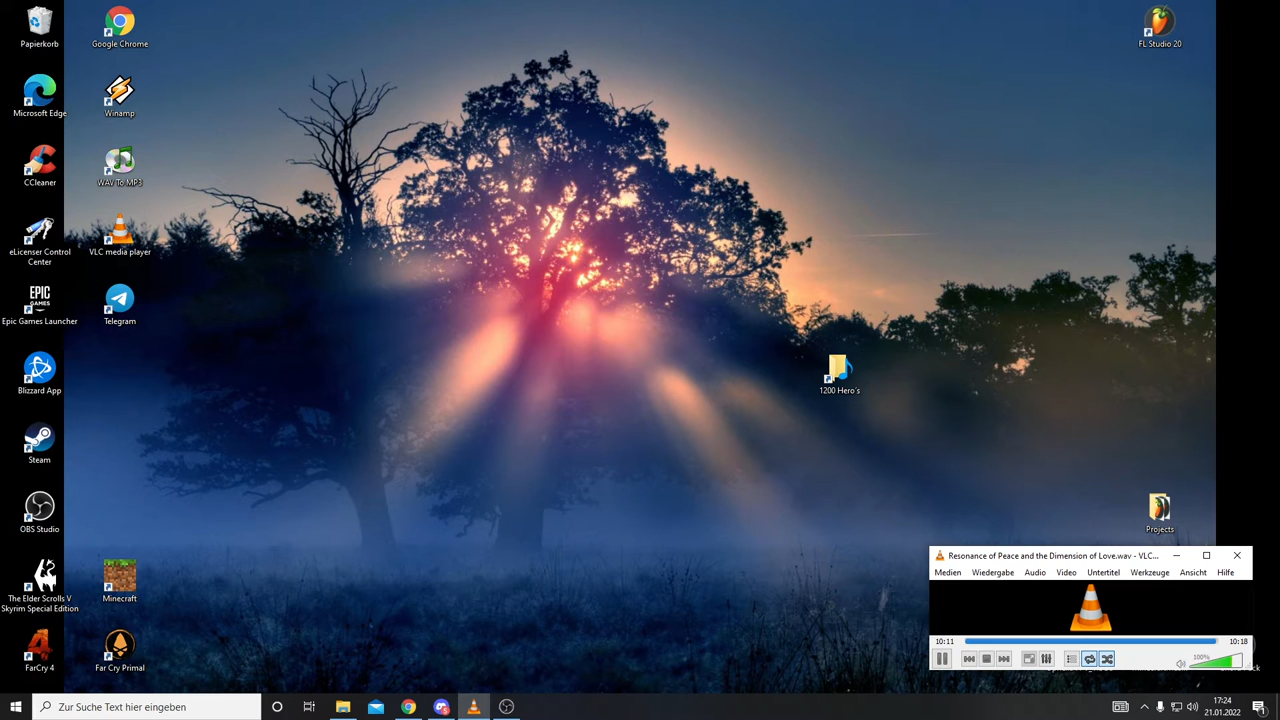 Papierkorb
Google Chrome
FL Studio 20
Microsoft Edge
Winamp
CCleaner
WAV To MP3
eLicenser Control
Center
VLC media player
EPIC
GAMES
Epic Games Launcher
Telegram
Blizzard App
1200 Hero´s
Steam
OBS Studio
Projects
The Elder Scrolls V
Skyrim Special Edition
Minecraft
4
FarCry 4
Far Cry Primal
Resonance of Peace and the Dimension of Love.wav - VLC...
Medien Wiedergabe Audio Video Untertitel Werkzeuge Ansicht Hilfe
10:11
10:18
100%
Zur Suche Text hier eingeben
17:24
21.01.2022
1